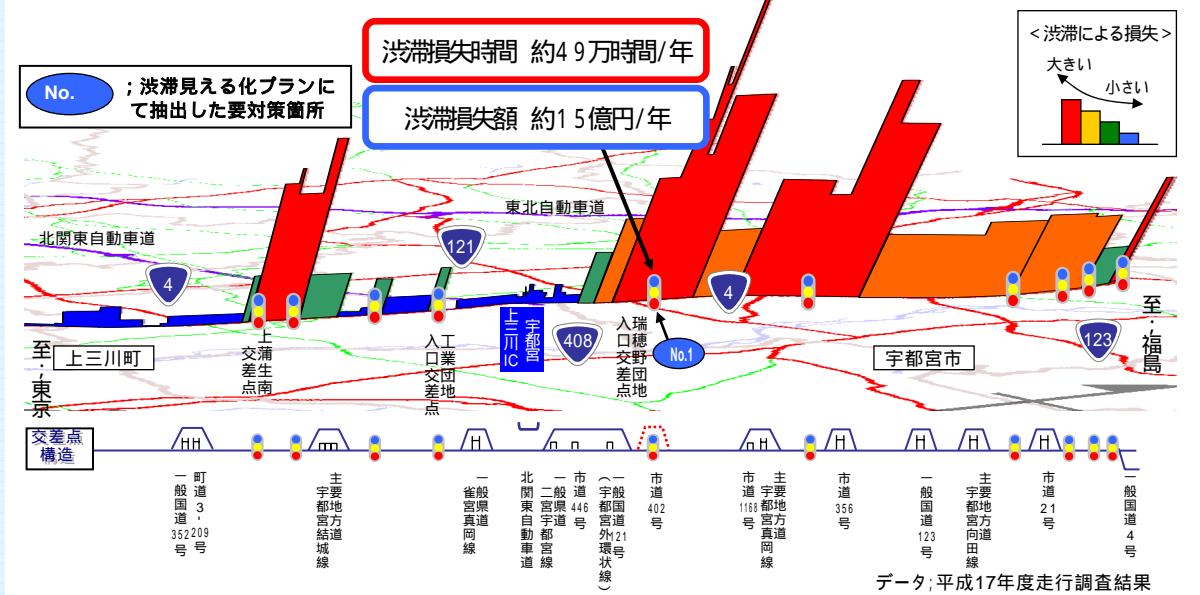 渋滞損失時間 約49万時間/年
渋滞損失額 約15億円/年
No.
;渋滞見える化プランに
て抽出した要対策箇所
<渋滞による損失>
大きい
小さい
東北自動車道
北関東自動車道
4
121
4
408
123
No.1
至;東京
上三川町
上蒲生南
交差点
工業団地
入口交差点
宇都宮
上三川IC
瑞穂野団地
入口交差点
宇都宮市
至;福島
交差点
構造
一般国道352号
町道3-209号
主要地方道
宇都宮結城線
一般県道
雀宮真岡線
北関東自動車道
一般県道
二宮宇都宮線
市道446号
一般国道121号
(宇都宮外環状線)
市道402号
市道1168号
主要地方道
宇都宮真岡線
市道356号
一般国道123号
主要地方道
宇都宮向田線
市道21号
一般国道4号
データ;平成17年度走行調査結果